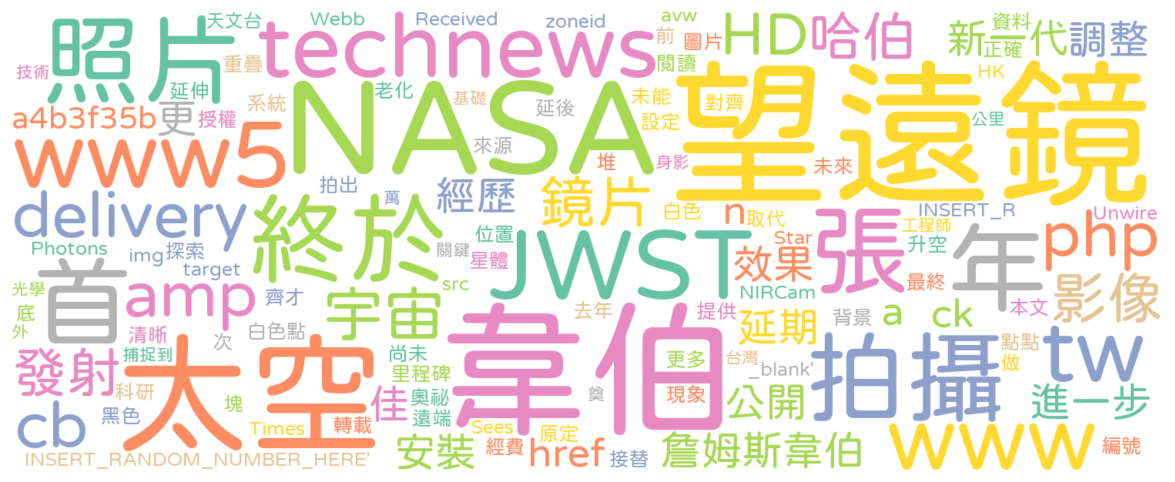 天文台 Webb Received zoneid avw 前 圖片 HD 哈伯 新一代 資料 正確 調整
照片 technews 閱讀
技術 延伸 重疊 老化 基礎 延後 未能 對齊 HK
a4b3f35b 更 授權 系統 NASA 來源 設定 望遠鏡 公里
www5 堆 身影 未來
拍出 萬 經歷 鏡片 白色 n 取代 INSERT_R 工程師 Unwire
delivery 終於 位置 JWST Star 張 升空 年 php
Photons img 探索 target 關鍵 星體 效果 最終
光學 底 首 amp 齊才 宇宙 src 去年 提供 NIRCam 本文 影像
外 清晰 次 白色點 延期 背景 a ck 點點
發射 捕捉到 太空 尚未 韋伯 更多 台灣 _blank' 拍攝 做 tw
科研 里程碑 奧祕 現象
cb 黑色 塊 佳 遠端 奠 公開 進一步
Times 轉載 Sees 原定 www
INSERT_RANDOM_NUMBER_HERE' 安裝 經費 href 接替 詹姆斯韋伯 編號